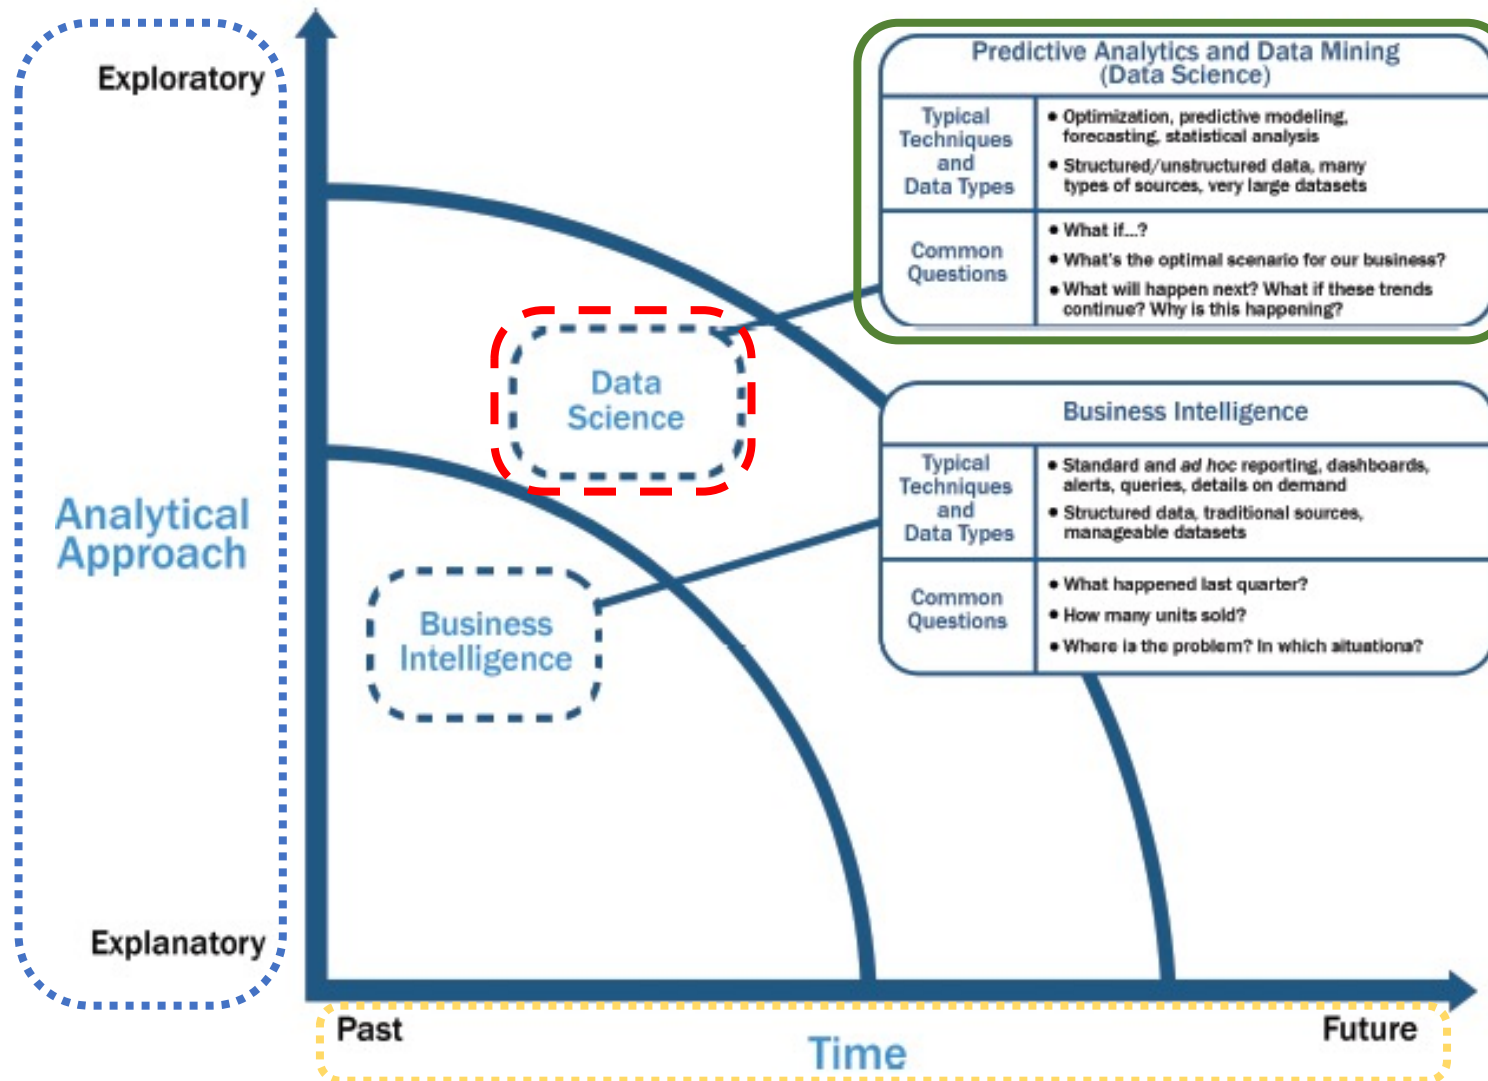 Exploratory
Analytical
Approach
Explanatory
Past
Time
Future
Data
Science
Business
Intelligence
Predictive Analytics and Data Mining
(Data Science)
Typical
Techniques
and
Data Types
• Optimization, predictive modeling,
forecasting, statistical analysis
• Structured/unstructured data, many
types of sources, very large datasets
Common
Questions
• What if...?
• What's the optimal scenario for our business?
• What will happen next? What if these trends
continue? Why is this happening?
Business Intelligence
Typical
Techniques
and
Data Types
• Standard and ad hoc reporting, dashboards,
alerts, queries, details on demand
• Structured data, traditional sources,
manageable datasets
Common
Questions
• What happened last quarter?
• How many units sold?
• Where is the problem? In which situations?